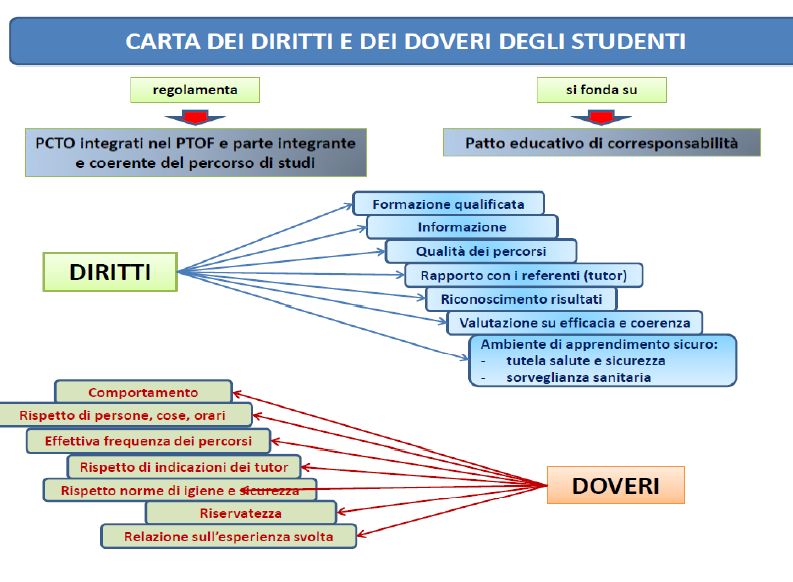 CARTA DEI DIRITTI E DEI DOVERI DEGLI STUDENTI
regolamenta
si fonda su
PCTO integrati nel PTOF e parte integrante
e coerente del percorso di studi
Patto educativo di corresponsabilità
DIRITTI
Formazione qualificata
Informazione
Qualità dei percorsi
Rapporto con i referenti (tutor)
Riconoscimento risultati
Valutazione su efficacia e coerenza
Ambiente di apprendimento sicuro:
- tutela salute e sicurezza
- sorveglianza sanitaria
DOVERI
Comportamento
Rispetto di persone, cose, orari
Effettiva frequenza dei percorsi
Rispetto di indicazioni dei tutor
Rispetto norme di igiene e sicurezza
Riservatezza
Relazione sull'esperienza svolta